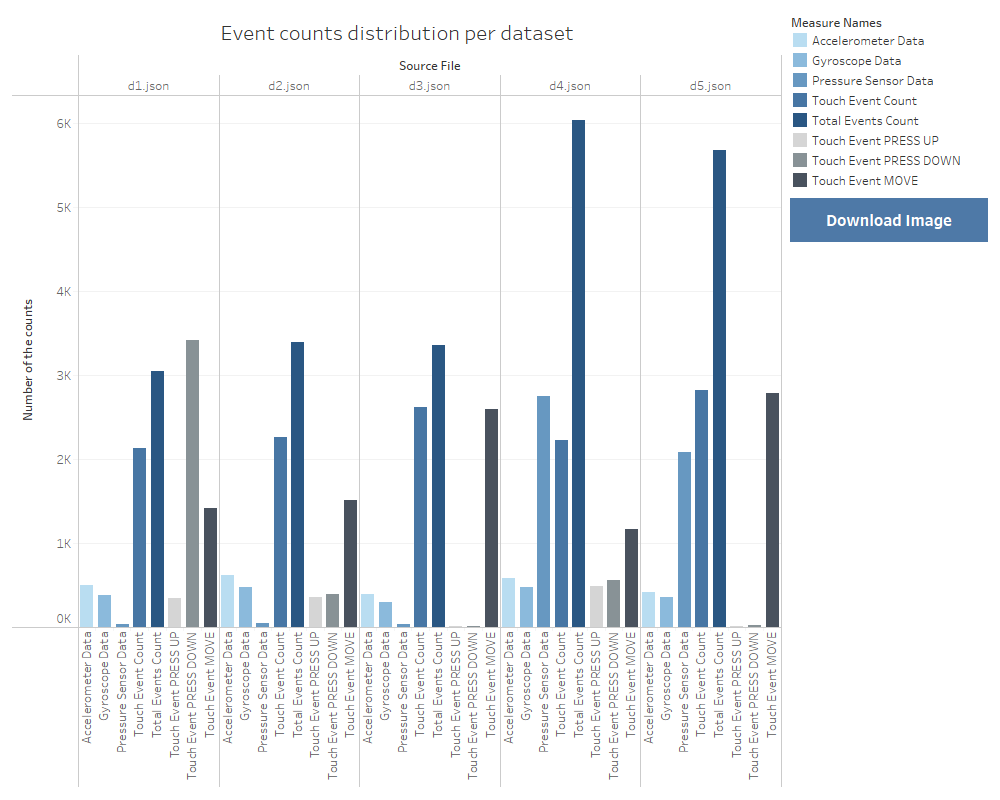 Event counts distribution per dataset
Source File
d1.json d2.json d3.json d4.json d5.json
Number of the counts
6K
5K
4K
3K
2K
1K
0K
Accelerometer Data
Gyroscope Data
Pressure Sensor Data
Touch Event Count
Total Events Count
Touch Event PRESS UP
Touch Event PRESS DOWN
Touch Event MOVE
Accelerometer Data
Gyroscope Data
Pressure Sensor Data
Touch Event Count
Total Events Count
Touch Event PRESS UP
Touch Event PRESS DOWN
Touch Event MOVE
Accelerometer Data
Gyroscope Data
Pressure Sensor Data
Touch Event Count
Total Events Count
Touch Event PRESS UP
Touch Event PRESS DOWN
Touch Event MOVE
Accelerometer Data
Gyroscope Data
Pressure Sensor Data
Touch Event Count
Total Events Count
Touch Event PRESS UP
Touch Event PRESS DOWN
Touch Event MOVE
Accelerometer Data
Gyroscope Data
Pressure Sensor Data
Touch Event Count
Total Events Count
Touch Event PRESS UP
Touch Event PRESS DOWN
Touch Event MOVE
Measure Names
Accelerometer Data
Gyroscope Data
Pressure Sensor Data
Touch Event Count
Total Events Count
Touch Event PRESS UP
Touch Event PRESS DOWN
Touch Event MOVE
Download Image